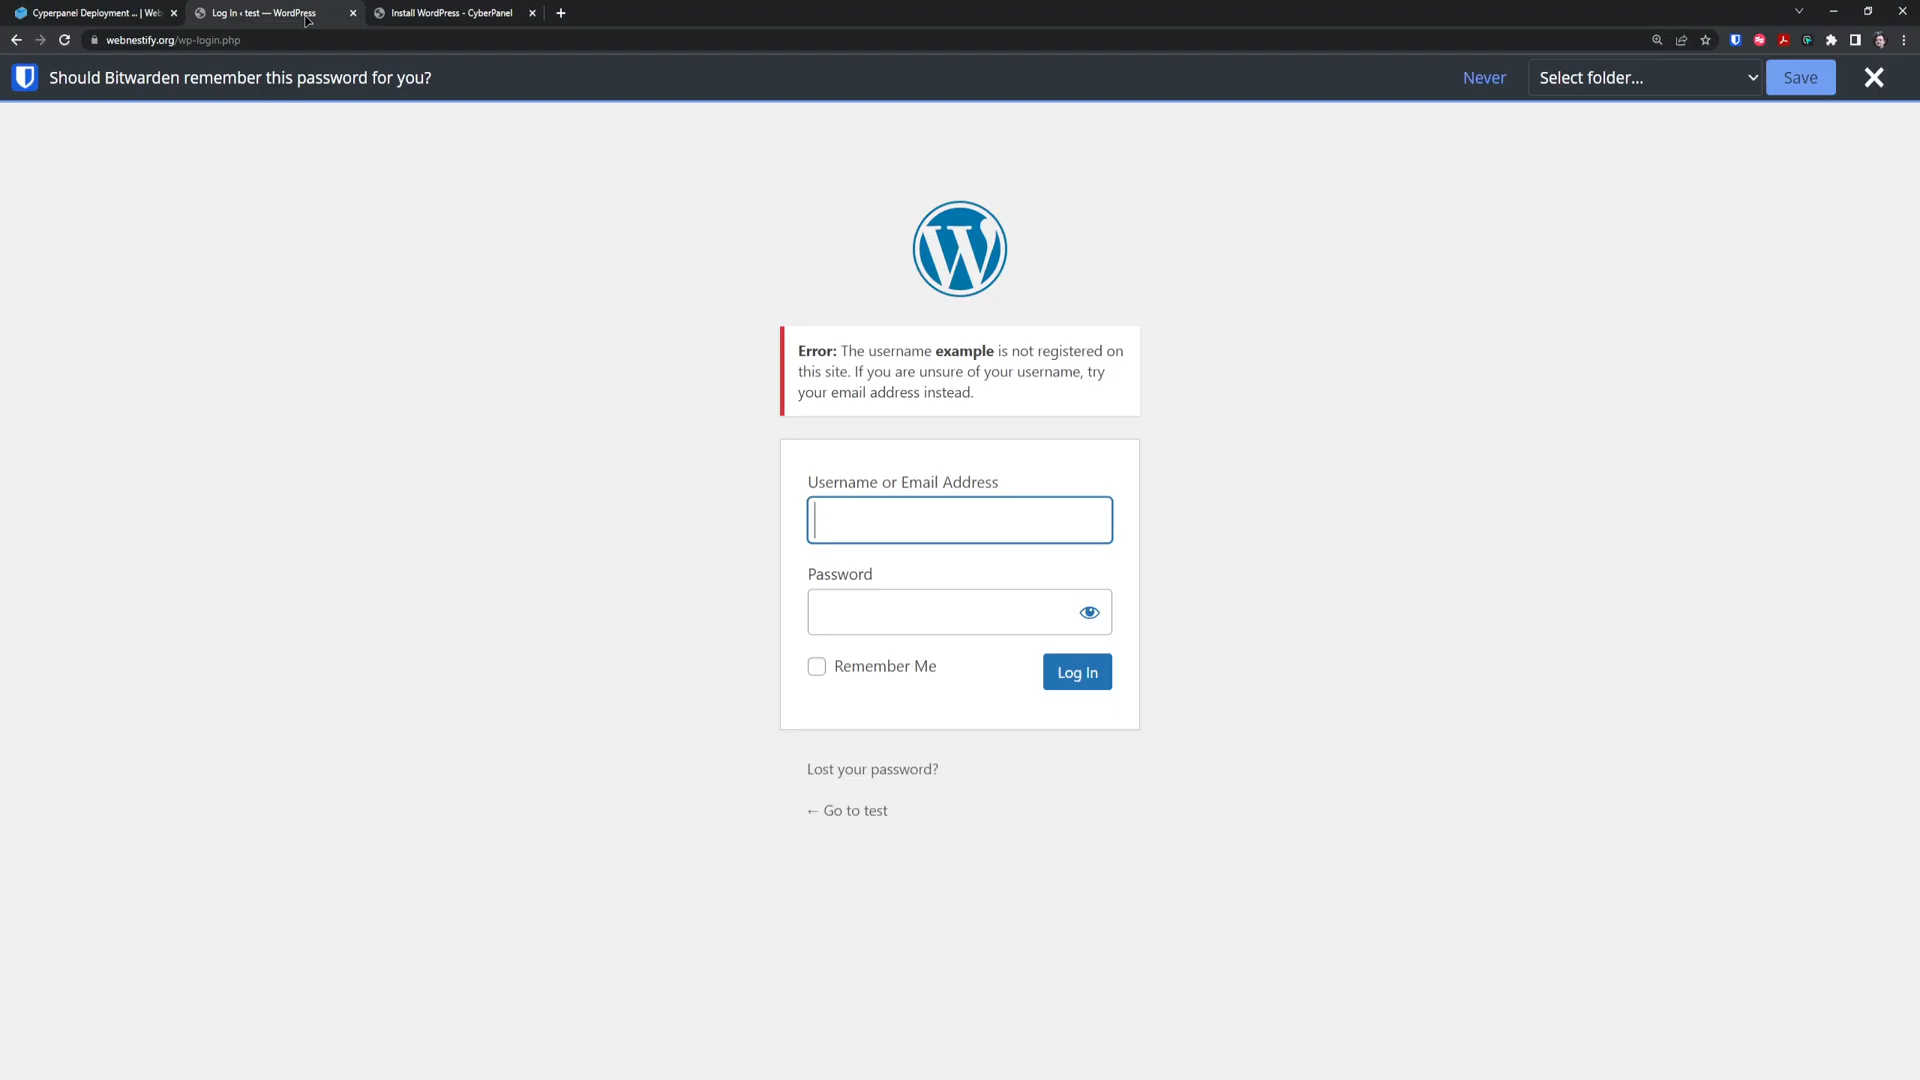 Cyperpanel Deployment ... | Web
Log In ‹ test — WordPress
Install WordPress - CyberPanel
webnestify.org/wp-login.php
Should Bitwarden remember this password for you?
Never
Select folder...
Save
Error: The username example is not registered on
this site. If you are unsure of your username, try
your email address instead.
Username or Email Address
Password
Remember Me
Log In
Lost your password?
← Go to test